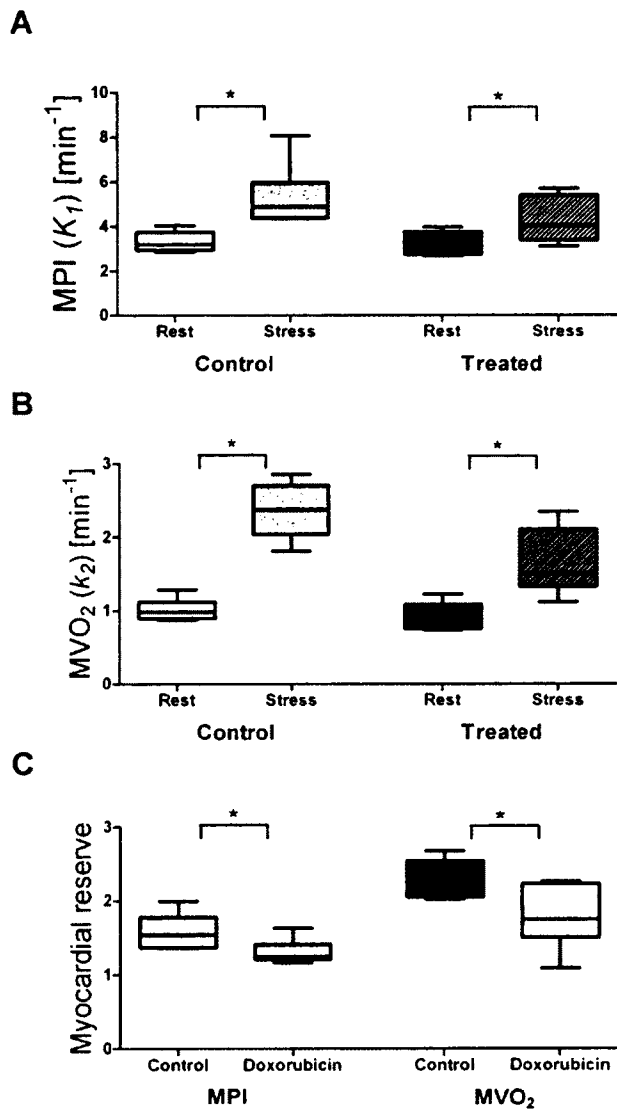 A
MPI (K1) [min-1]
10
8
6
4
2
0
*
*
Rest
Stress
Rest
Stress
Control
Treated
B
MVO2 (k2) [min-1]
3
2
1
0
*
*
Rest
Stress
Rest
Stress
Control
Treated
C
Myocardial reserve
3
2
1
0
*
*
Control
Doxorubicin
Control
Doxorubicin
MPI
MVO2